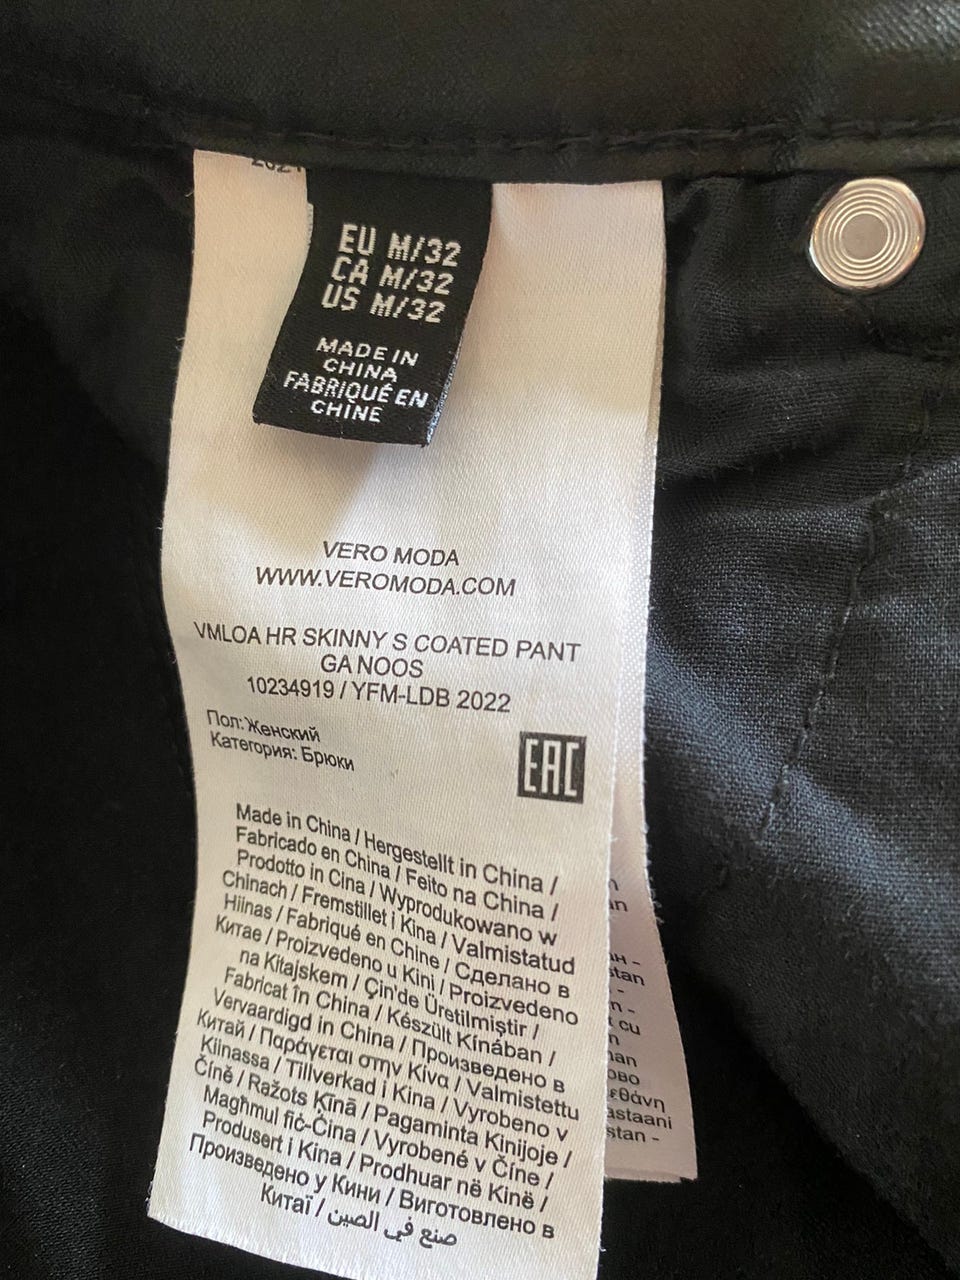 EU M/32
CA M/32
US M/32
MADE IN
CHINA
FABRIQUÉ EN
CHINE
VERO MODA
WWW.VEROMODA.COM
VMLOA HR SKINNY S COATED PANT
GA NOOS
10234919 / YFM-LDB 2022
Пол: Женский
Категория: Брюки
EAC
Made in China / Hergestellt in China /
Fabricado en China / Feito na China /
Prodotto in Cina / Wyprodukowano w
Chinach / Fremstillet i Kina / Valmistatud
Hiinas / Fabriqué en Chine / Сделано в
Китае / Proizvedeno u Kini / Proizvedeno
na Kitajskem / Çin'de Üretilmiştir /
Fabricat în China / Készült Kínában /
Vervaardigd in China / Произведено в
Китай / Παράγεται στην Κίνα / Valmistettu
Kiinassa / Tillverkad i Kina / Vyrobeno v
Číně / Ražots Ķīnā / Pagaminta Kinijoje /
Magħmul fiċ-Ċina / Vyrobené v Číne /
Produsert i Kina / Prodhuar në Kinë /
Произведено у Кини / Виготовлено в
Китаї / صنع في الصين